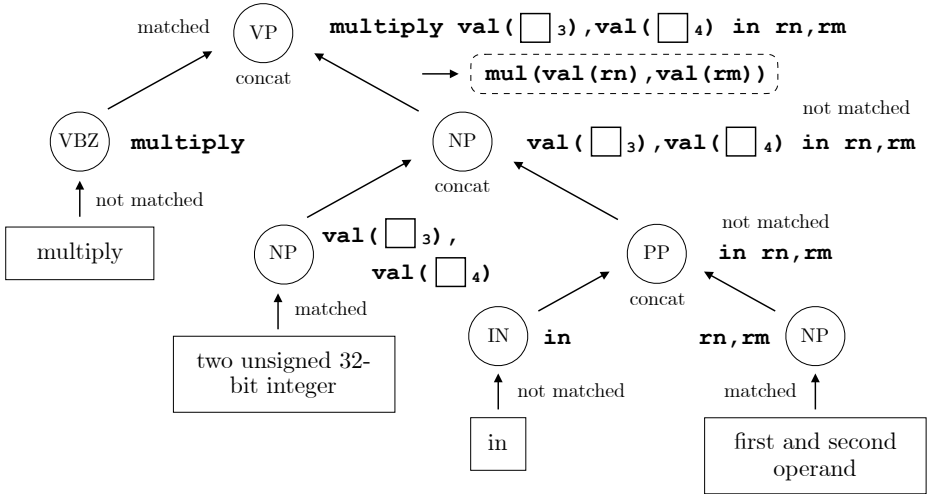 matched
VP
multiply val(□ 3),val(□ 4) in rn,rm
concat
mul(val(rn),val(rm))
not matched
VBZ
multiply
NP
val(□ 3),val(□ 4) in rn,rm
concat
not matched
multiply
NP
val(□ 3),
val(□ 4)
not matched
PP
in rn,rm
concat
matched
two unsigned 32-
bit integer
IN
in
rn,rm
NP
not matched
matched
in
first and second
operand